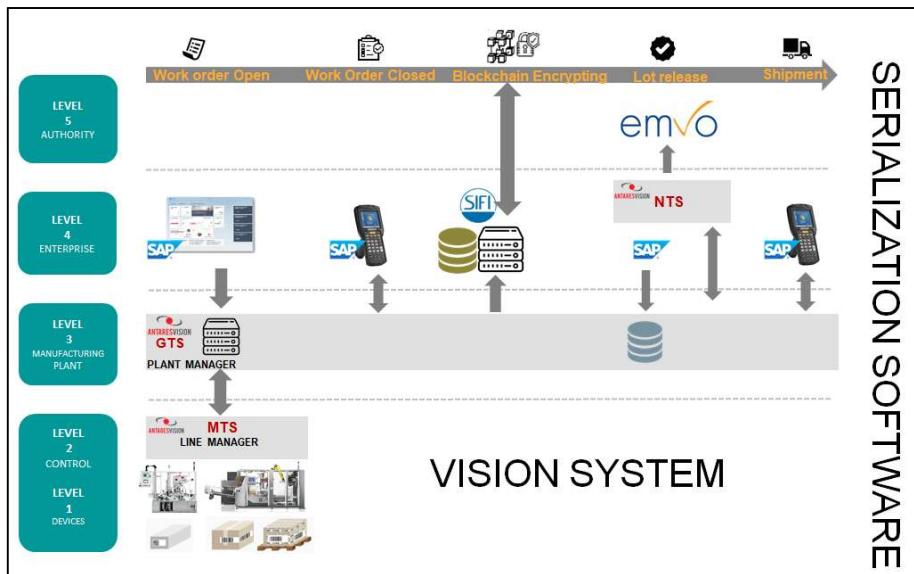 Work order Open
Work Order Closed
Blockchain Encrypting
Lot release
Shipment
LEVEL
5
AUTHORITY
emvo
LEVEL
4
ENTERPRISE
SAP
SAP
SIFI
ANTARESVISION
NTS
SAP
SAP
LEVEL
3
MANUFACTURING
PLANT
ANTARESVISION
GTS
PLANT MANAGER
LEVEL
2
CONTROL
LEVEL
1
DEVICES
ANTARESVISION
MTS
LINE MANAGER
VISION SYSTEM
SERIALIZATION SOFTWARE